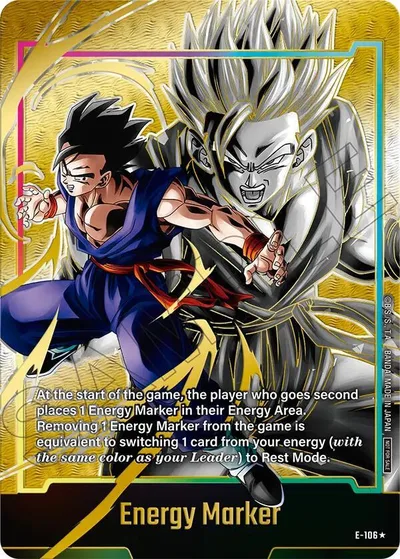 At the start of the game, the player who goes second
places 1 Energy Marker in their Energy Area.
Removing 1 Energy Marker from the game is
equivalent to switching 1 card from your energy (with
the same color as your Leader) to Rest Mode.
Energy Marker
E-106★
©B.S., S., T.A. BANDAI MADE IN JAPAN
NOT FOR SALE